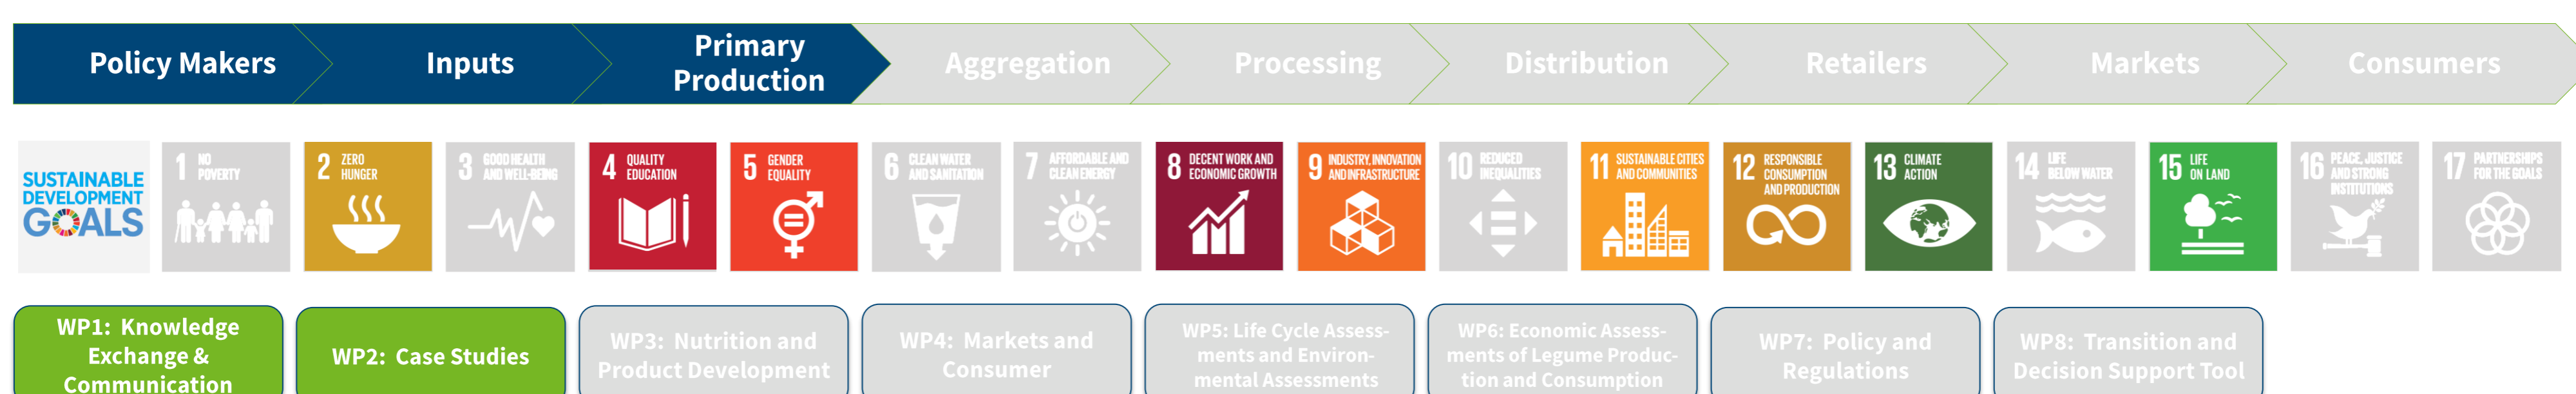 Policy Makers
Inputs
Primary
Production
Aggregation
Processing
Distribution
Retailers
Markets
Consumers
SUSTAINABLE
DEVELOPMENT
GOALS
1 NO
POVERTY
2 ZERO
HUNGER
3 GOOD HEALTH
AND WELL-BEING
4 QUALITY
EDUCATION
5 GENDER
EQUALITY
6 CLEAN WATER
AND SANITATION
7 AFFORDABLE AND
CLEAN ENERGY
8 DECENT WORK AND
ECONOMIC GROWTH
9 INDUSTRY, INNOVATION
AND INFRASTRUCTURE
10 REDUCED
INEQUALITIES
11 SUSTAINABLE CITIES
AND COMMUNITIES
12 RESPONSIBLE
CONSUMPTION
AND PRODUCTION
13 CLIMATE
ACTION
14 LIFE
BELOW WATER
15 LIFE
ON LAND
16 PEACE, JUSTICE
AND STRONG
INSTITUTIONS
17 PARTNERSHIPS
FOR THE GOALS
WP1: Knowledge
Exchange &
Communication
WP2: Case Studies
WP3: Nutrition and
Product Development
WP4: Markets and
Consumer
WP5: Life Cycle Assess-
ments and Environ-
mental Assessments
WP6: Economic Assess-
ments of Legume Produc-
tion and Consumption
WP7: Policy and
Regulations
WP8: Transition and
Decision Support Tool